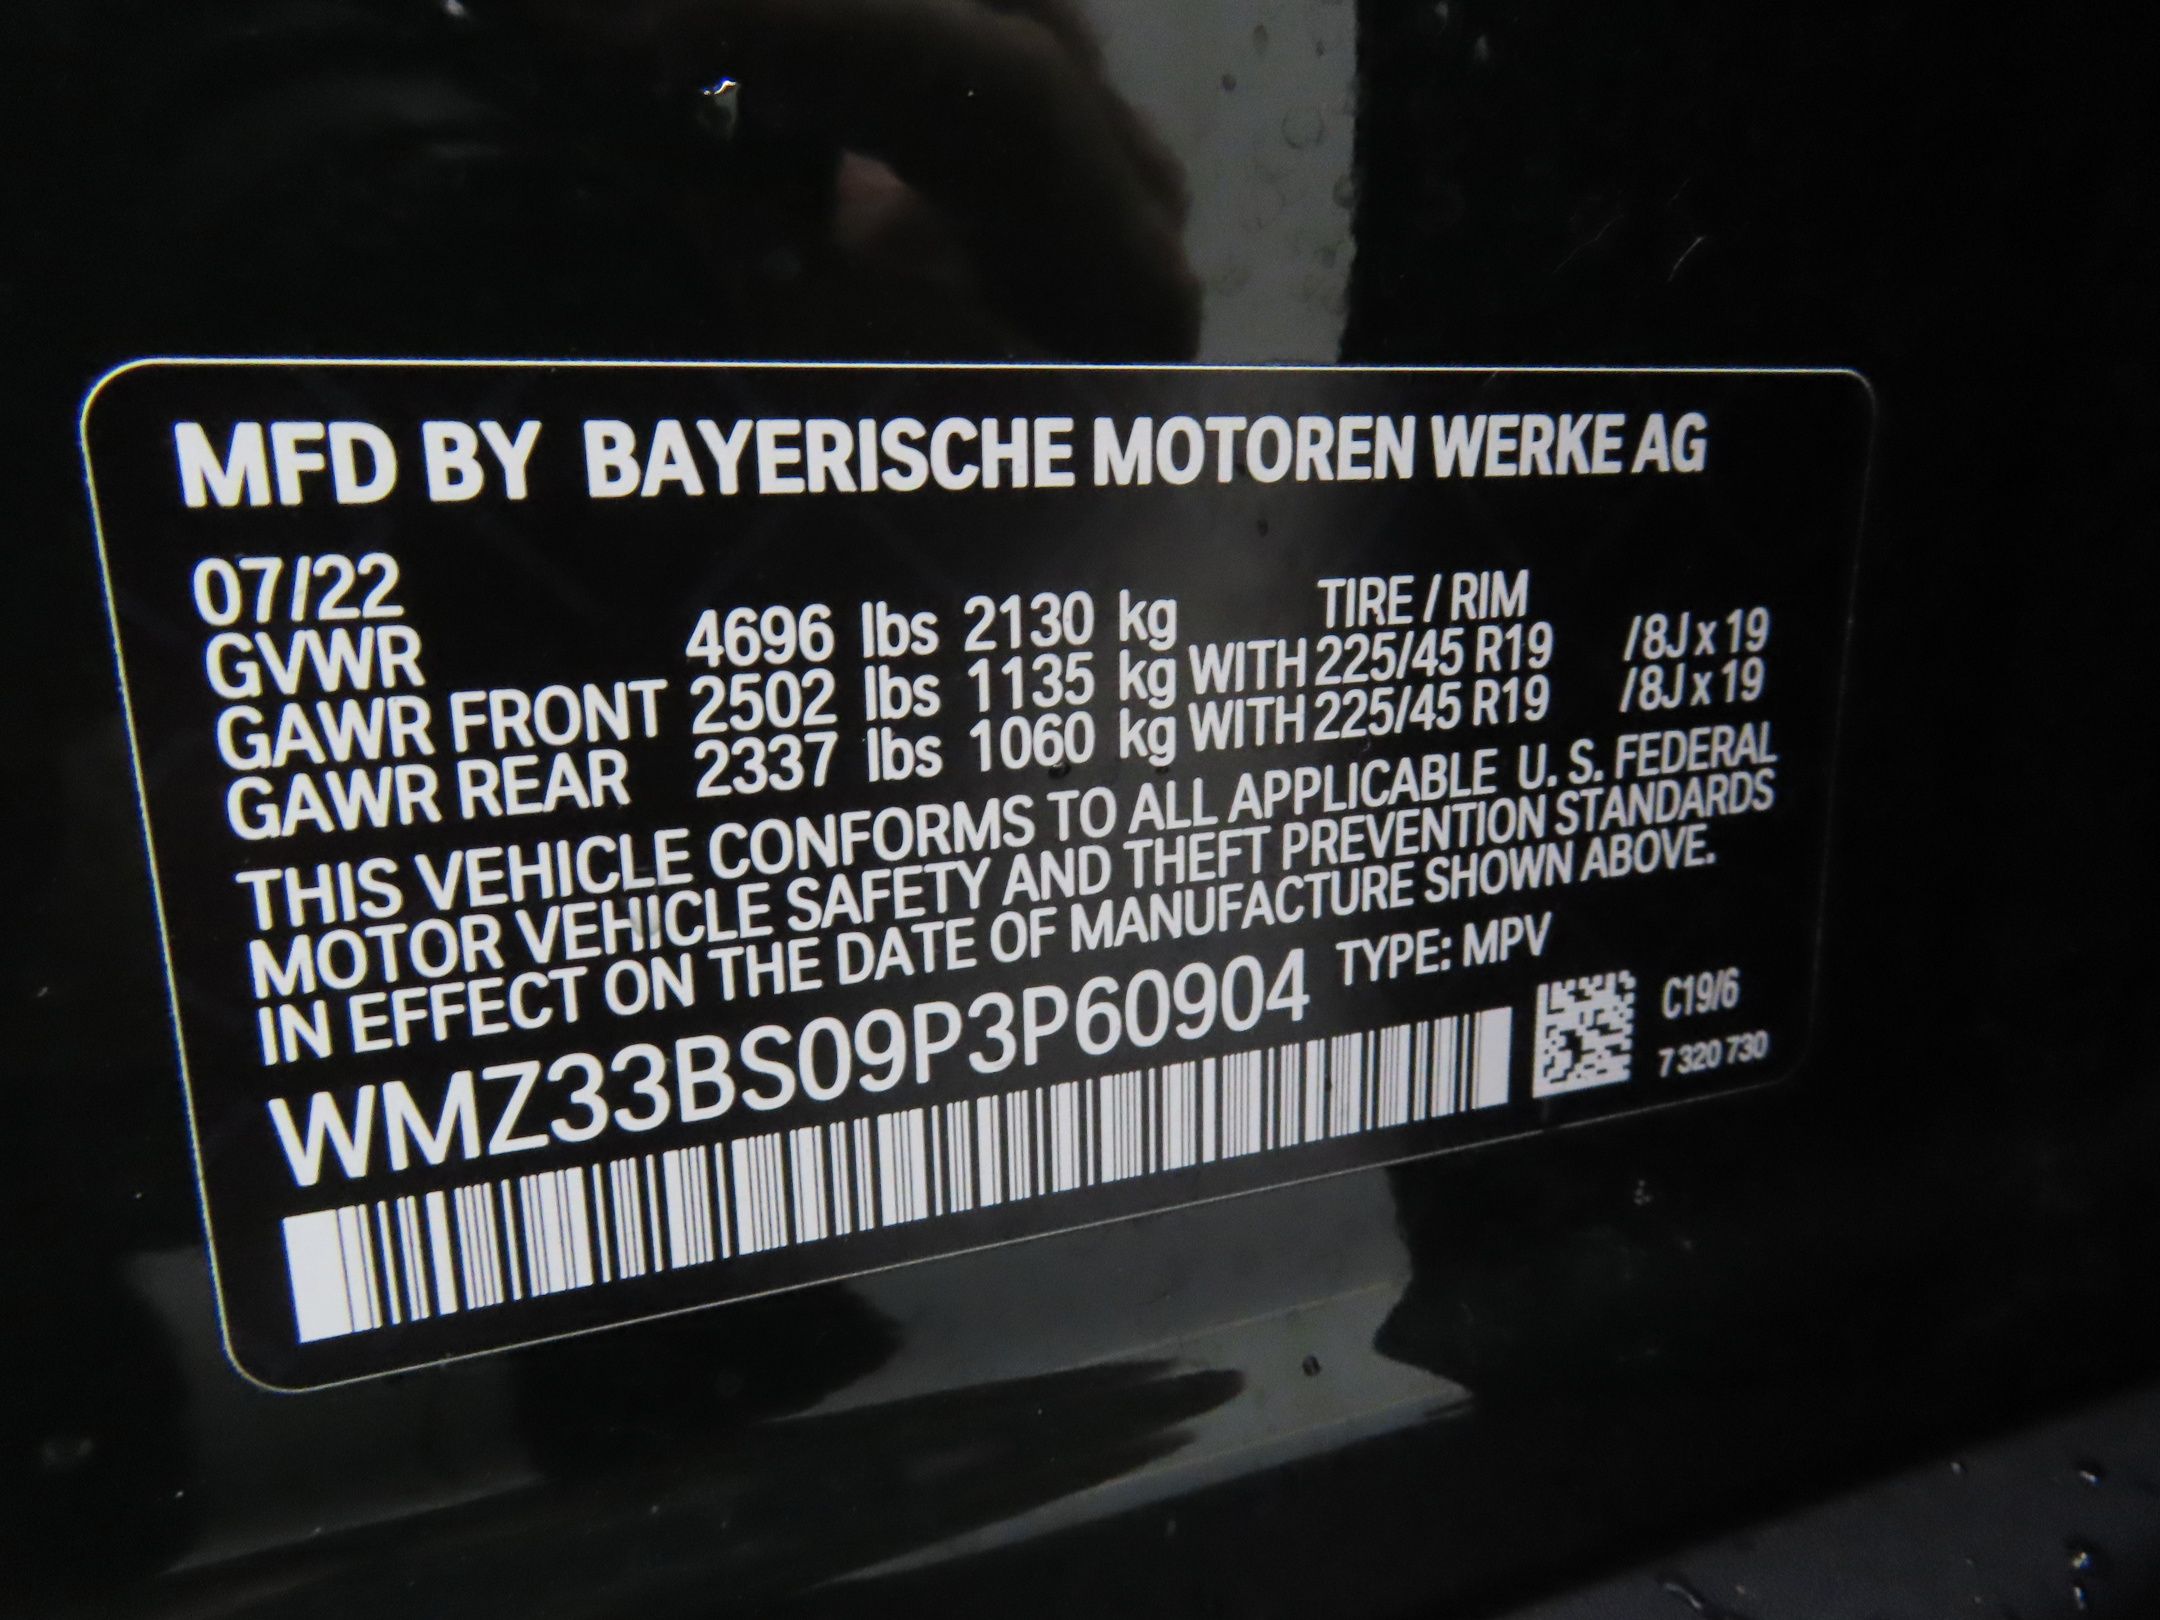 MFD BY BAYERISCHE MOTOREN WERKE AG
07/22 TIRE / RIM
GVWR 4696 lbs 2130 kg
GAWR FRONT 2502 lbs 1135 kg WITH 225/45 R19 /8J x 19
GAWR REAR 2337 lbs 1060 kg WITH 225/45 R19 /8J x 19
THIS VEHICLE CONFORMS TO ALL APPLICABLE U. S. FEDERAL
MOTOR VEHICLE SAFETY AND THEFT PREVENTION STANDARDS
IN EFFECT ON THE DATE OF MANUFACTURE SHOWN ABOVE.
WMZ33BS09P3P60904 TYPE: MPV
C19/6
7 320 730